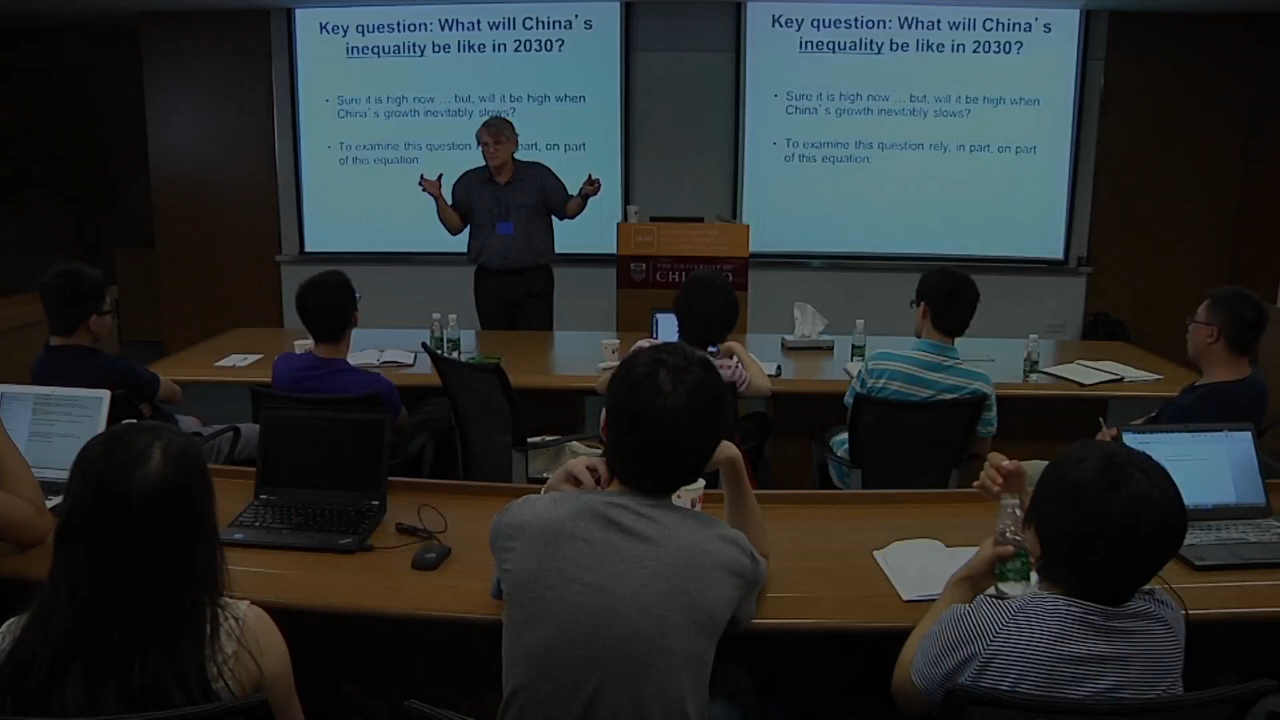 Key question: What will China's
inequality be like in 2030?
• Sure it is high now ... but, will it be high when
China's growth inevitably slows?
• To examine this question part, on part
of this equation:
Key question: What will China's
inequality be like in 2030?
• Sure it is high now ... but, will it be high when
China's growth inevitably slows?
• To examine this question rely, in part, on part
of this equation:
THE UNIVERSITY OF